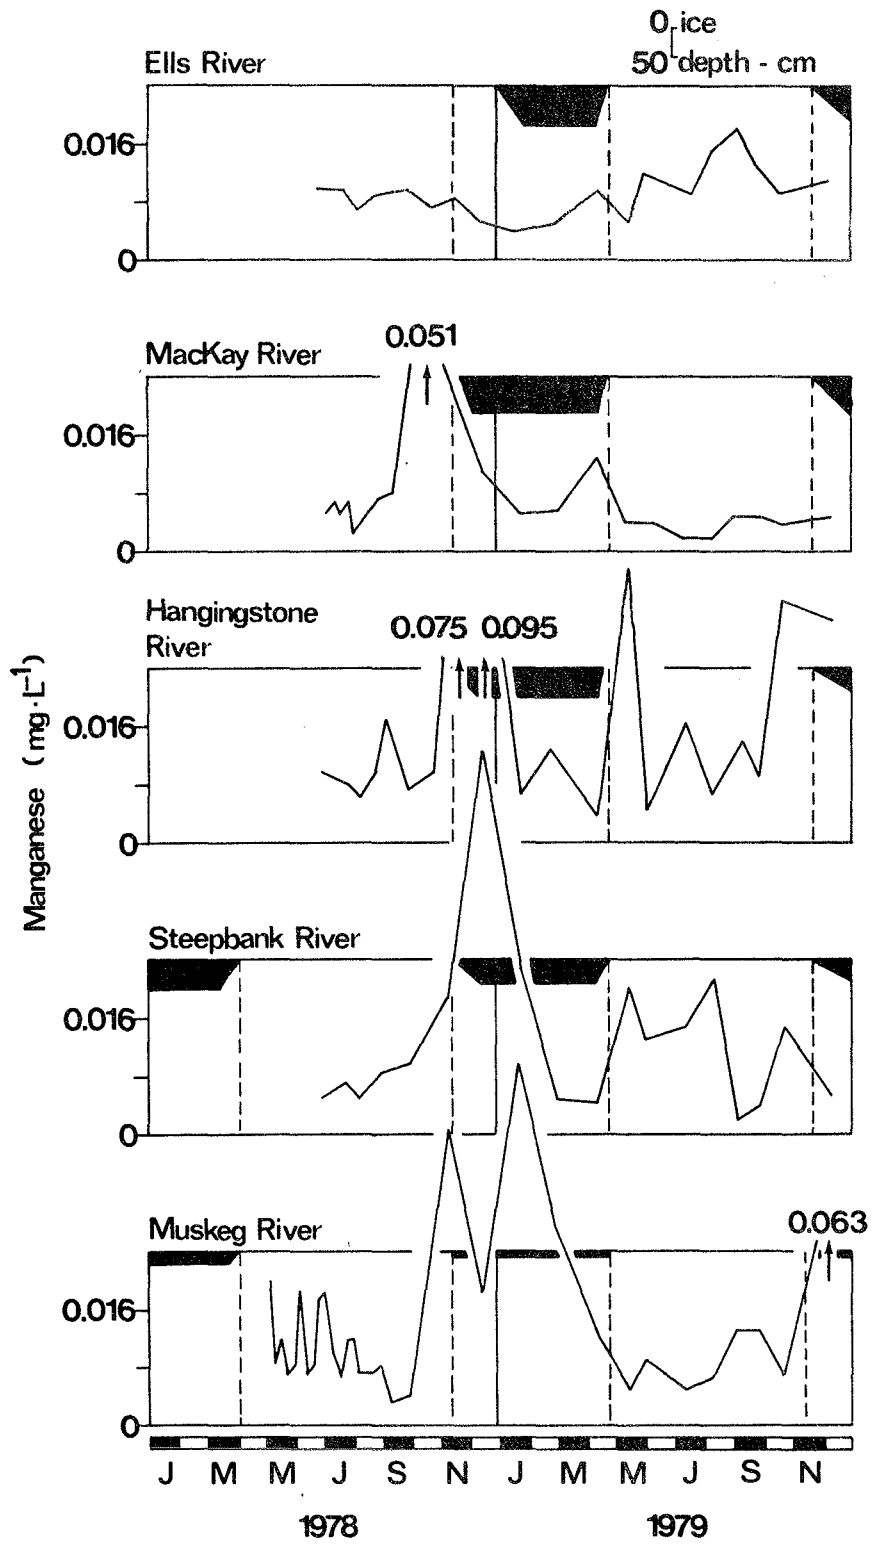 0 ice
50 depth - cm
Ells River
0.016
0
0.051
MacKay River
0.016
0
Hangingstone
River
0.075 0.095
0.016
0
Manganese (mg·L⁻¹)
Steepbank River
0.016
0
Muskeg River
0.063
0.016
0
J M M J S N J M M J S N
1978 1979